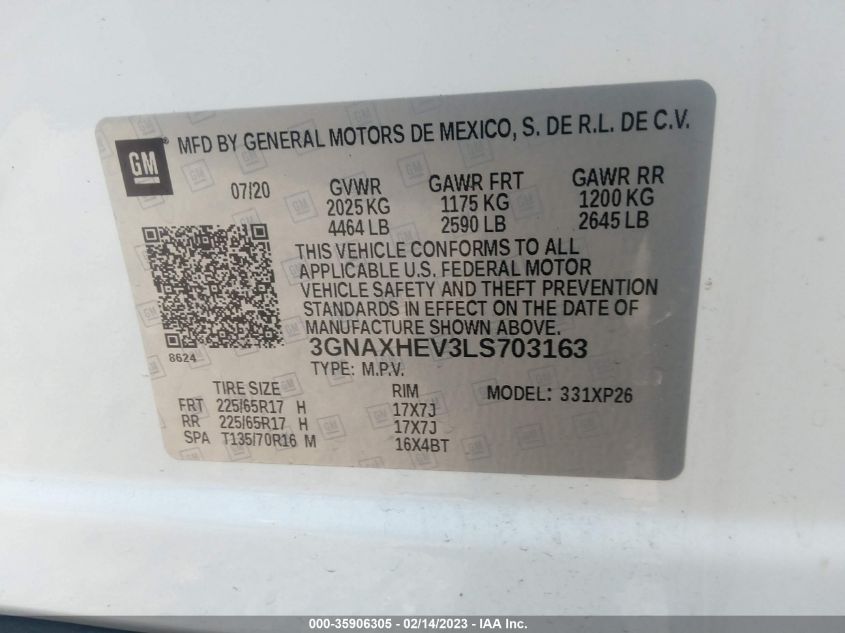 GM ® MFD BY GENERAL MOTORS DE MEXICO, S. DE R.L. DE C.V.
07/20 GVWR GAWR FRT GAWR RR
2025 KG 1175 KG 1200 KG
4464 LB 2590 LB 2645 LB
THIS VEHICLE CONFORMS TO ALL
APPLICABLE U.S. FEDERAL MOTOR
VEHICLE SAFETY AND THEFT PREVENTION
STANDARDS IN EFFECT ON THE DATE OF
MANUFACTURE SHOWN ABOVE.
8624
3GNAXHEV3LS703163
TYPE: M.P.V.
TIRE SIZE RIM MODEL: 331XP26
FRT 225/65R17 H 17X7J
RR 225/65R17 H 17X7J
SPA T135/70R16 M 16X4BT
000-35906305 - 02/14/2023 - IAA Inc.